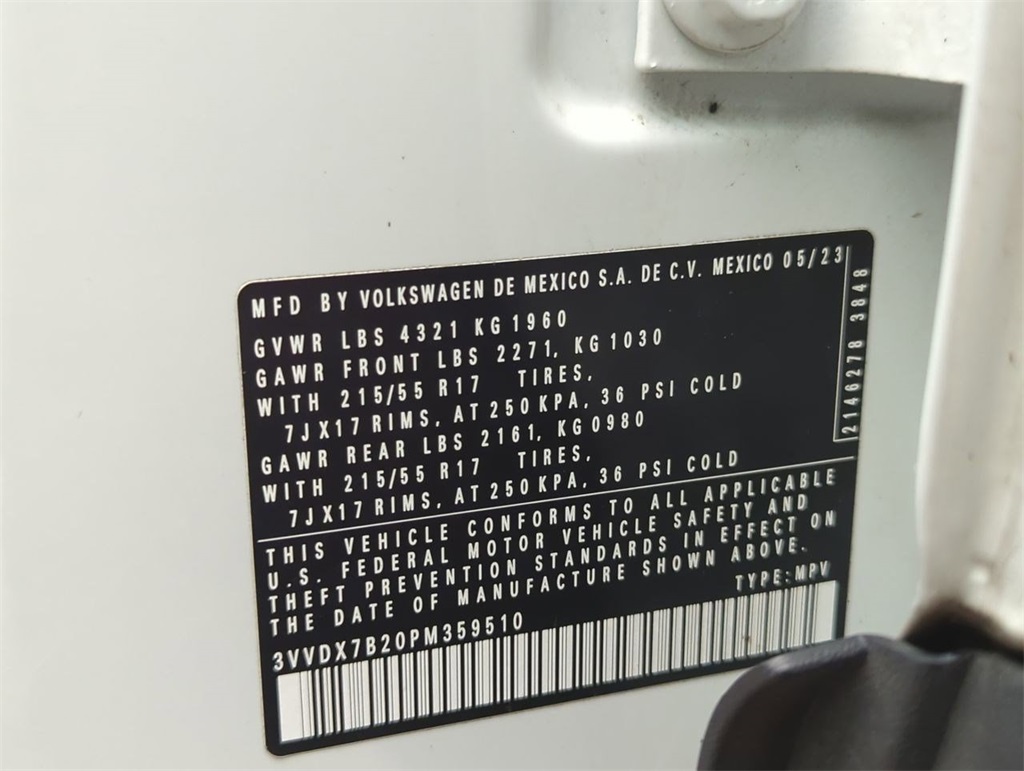 MFD BY VOLKSWAGEN DE MEXICO S.A. DE C.V. MEXICO 05/23
GVWR LBS 4321 KG 1960
GAWR FRONT LBS 2271, KG 1030
WITH 215/55 R17 TIRES,
7JX17 RIMS, AT 250 KPA, 36 PSI COLD
GAWR REAR LBS 2161, KG 0980
WITH 215/55 R17 TIRES,
7JX17 RIMS, AT 250 KPA, 36 PSI COLD
2146278 3848
THIS VEHICLE CONFORMS TO ALL APPLICABLE
U.S. FEDERAL MOTOR VEHICLE SAFETY AND
THEFT PREVENTION STANDARDS IN EFFECT ON
THE DATE OF MANUFACTURE SHOWN ABOVE.
TYPE: MPV
3VVDX7B20PM359510